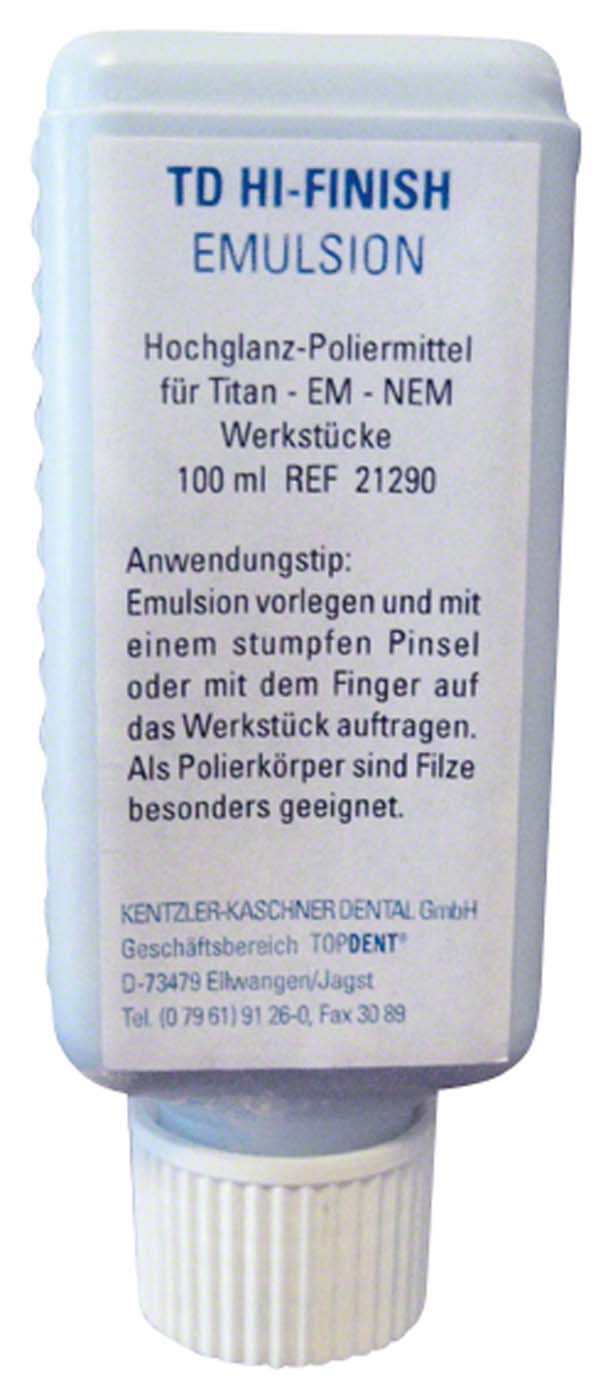 TD HI-FINISH
EMULSION
Hochglanz-Poliermittel
für Titan - EM - NEM
Werkstücke
100 ml REF 21290
Anwendungstip:
Emulsion vorlegen und mit
einem stumpfen Pinsel
oder mit dem Finger auf
das Werkstück auftragen.
Als Polierkörper sind Filze
besonders geeignet.
KENTZLER-KASCHNER DENTAL GmbH
Geschäftsbereich TOPDENT®
D-73479 Ellwangen/Jagst
Tel. (0 79 61) 91 26-0, Fax 30 89